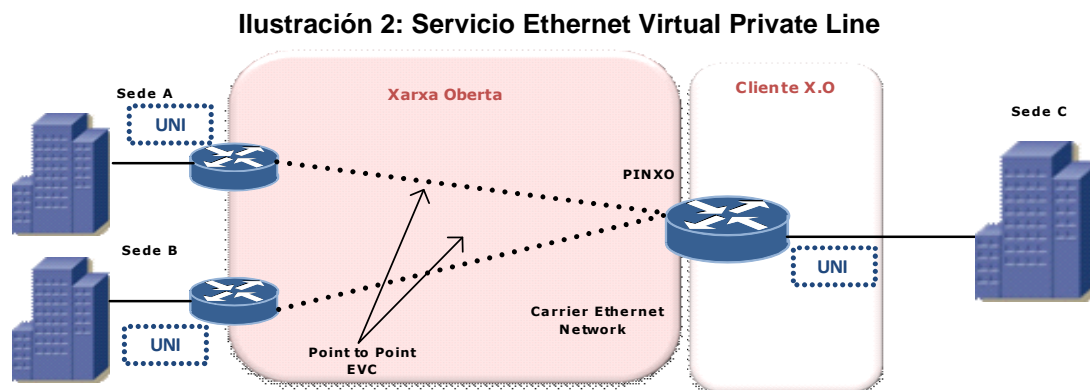 Ilustración 2: Servicio Ethernet Virtual Private Line
Xarxa Oberta
Cliente X.O
Sede A
UNI
Sede C
PINXO
Sede B
UNI
UNI
Carrier Ethernet
Network
Point to Point
EVC